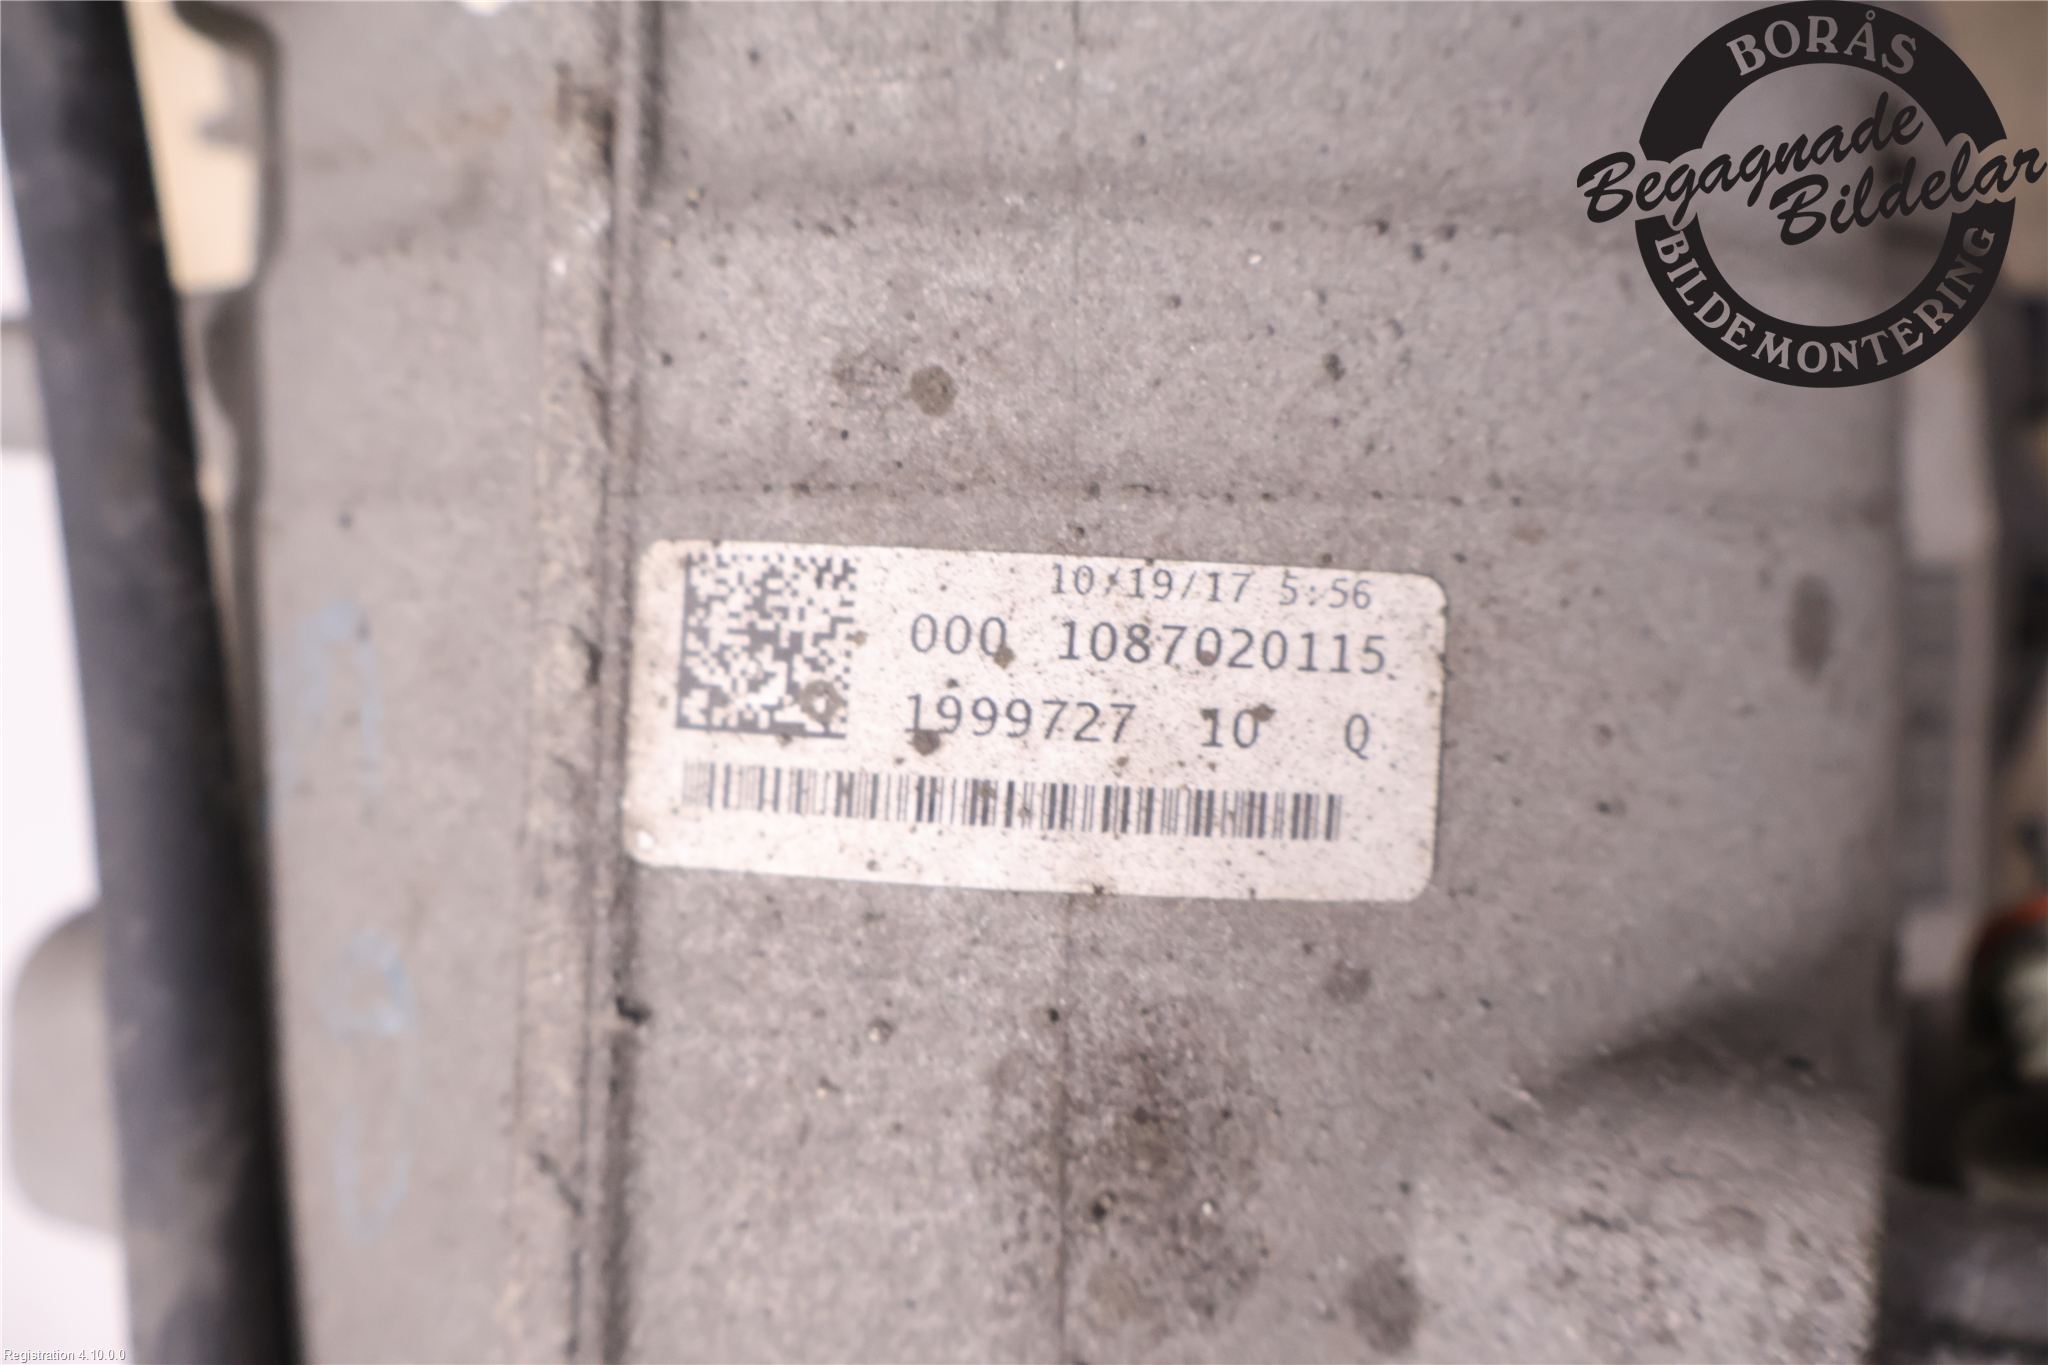 BORÅS
Begagnade
Bildelar
BILDEMONTERING
10/19/17 5:56
000 1087020115
1999727 10 Q
Registration 4.10.0.0